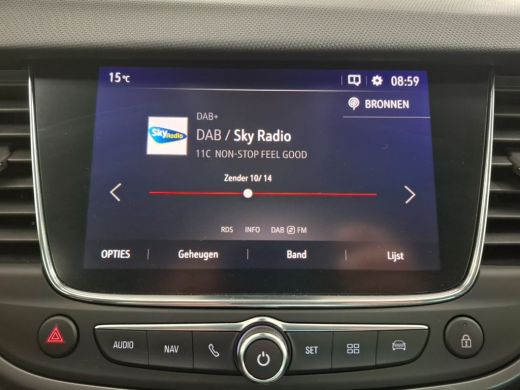 15°C
08:59
BRONNEN
DAB+
Sky Radio
DAB / Sky Radio
11C NON-STOP FEEL GOOD
Zender 10/ 14
RDS INFO DAB FM
OPTIES Geheugen Band Lijst
AUDIO NAV SET